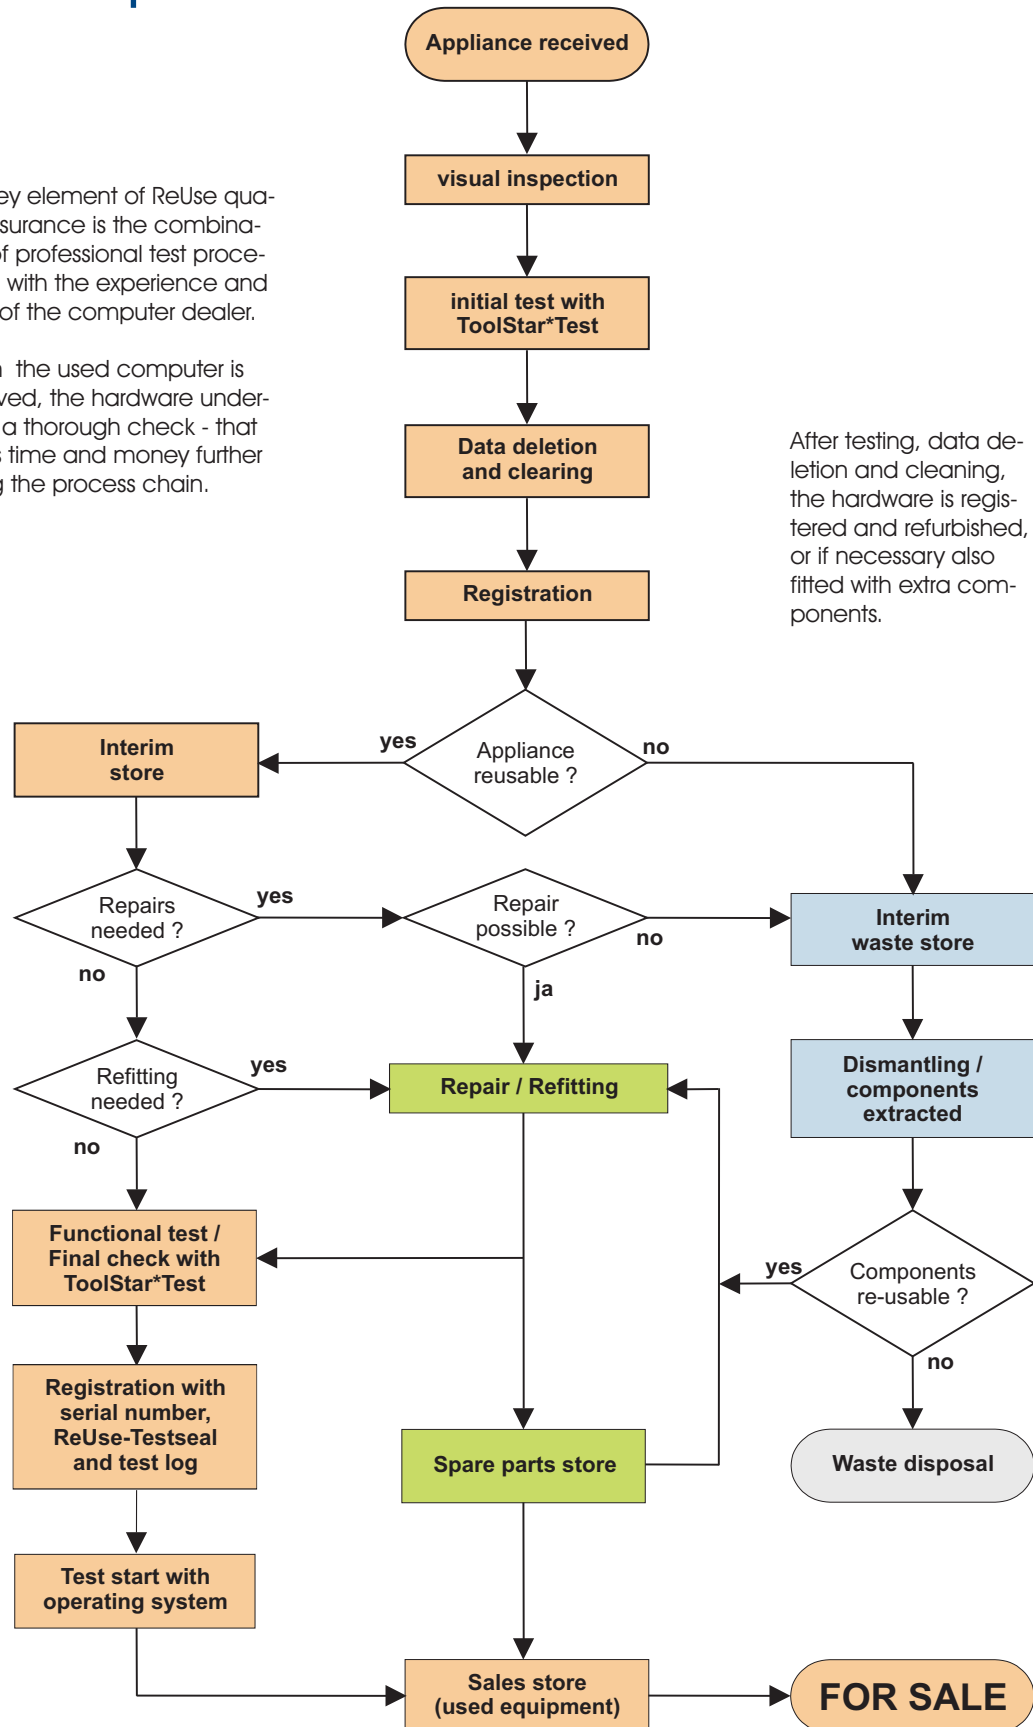 Appliance received
visual inspection
ey element of ReUse qua-
surance is the combina-
of professional test proce-
with the experience and
of the computer dealer.
initial test with
ToolStar*Test
the used computer is
ved, the hardware under-
a thorough check - that
s time and money further
g the process chain.
Data deletion
and clearing
After testing, data de-
letion and cleaning,
the hardware is regis-
tered and refurbished,
or if necessary also
fitted with extra com-
ponents.
Registration
Interim
store
yes
Appliance
reusable ?
no
Repairs
needed ?
yes
Repair
possible ?
no
Interim
waste store
no
ja
Refitting
needed ?
yes
Repair / Refitting
Dismantling /
components
extracted
no
Functional test /
Final check with
ToolStar*Test
yes
Components
re-usable ?
no
Registration with
serial number,
ReUse-Testseal
and test log
Spare parts store
Waste disposal
Test start with
operating system
Sales store
(used equipment)
FOR SALE